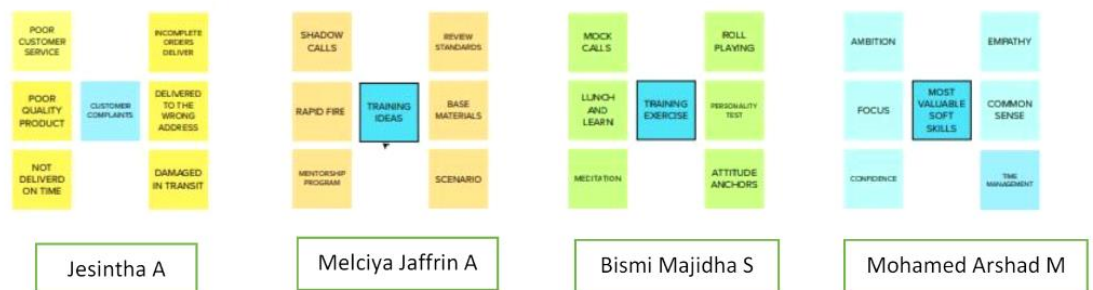 POOR
CUSTOMER
SERVICE
INCOMPLETE
ORDERS
DELIVER
POOR
QUALITY
PRODUCT
CUSTOMER
COMPLAINTS
DELIVERED
TO THE
WRONG
ADDRESS
NOT
DELIVERD
ON TIME
DAMAGED
IN TRANSIT
Jesintha A
SHADOW
CALLS
REVIEW
STANDARDS
RAPID FIRE
TRAINING
IDEAS
BASE
MATERIALS
MENTORSHIP
PROGRAM
SCENARIO
Melciya Jaffrin A
MOCK
CALLS
ROLL
PLAYING
LUNCH
AND
LEARN
TRAINING
EXERCISE
PERSONALITY
TEST
MEDITATION
ATTITUDE
ANCHORS
Bismi Majidha S
AMBITION
EMPATHY
FOCUS
MOST
VALUABLE
SOFT
SKILLS
COMMON
SENSE
CONFIDENCE
TIME
MANAGEMENT
Mohamed Arshad M